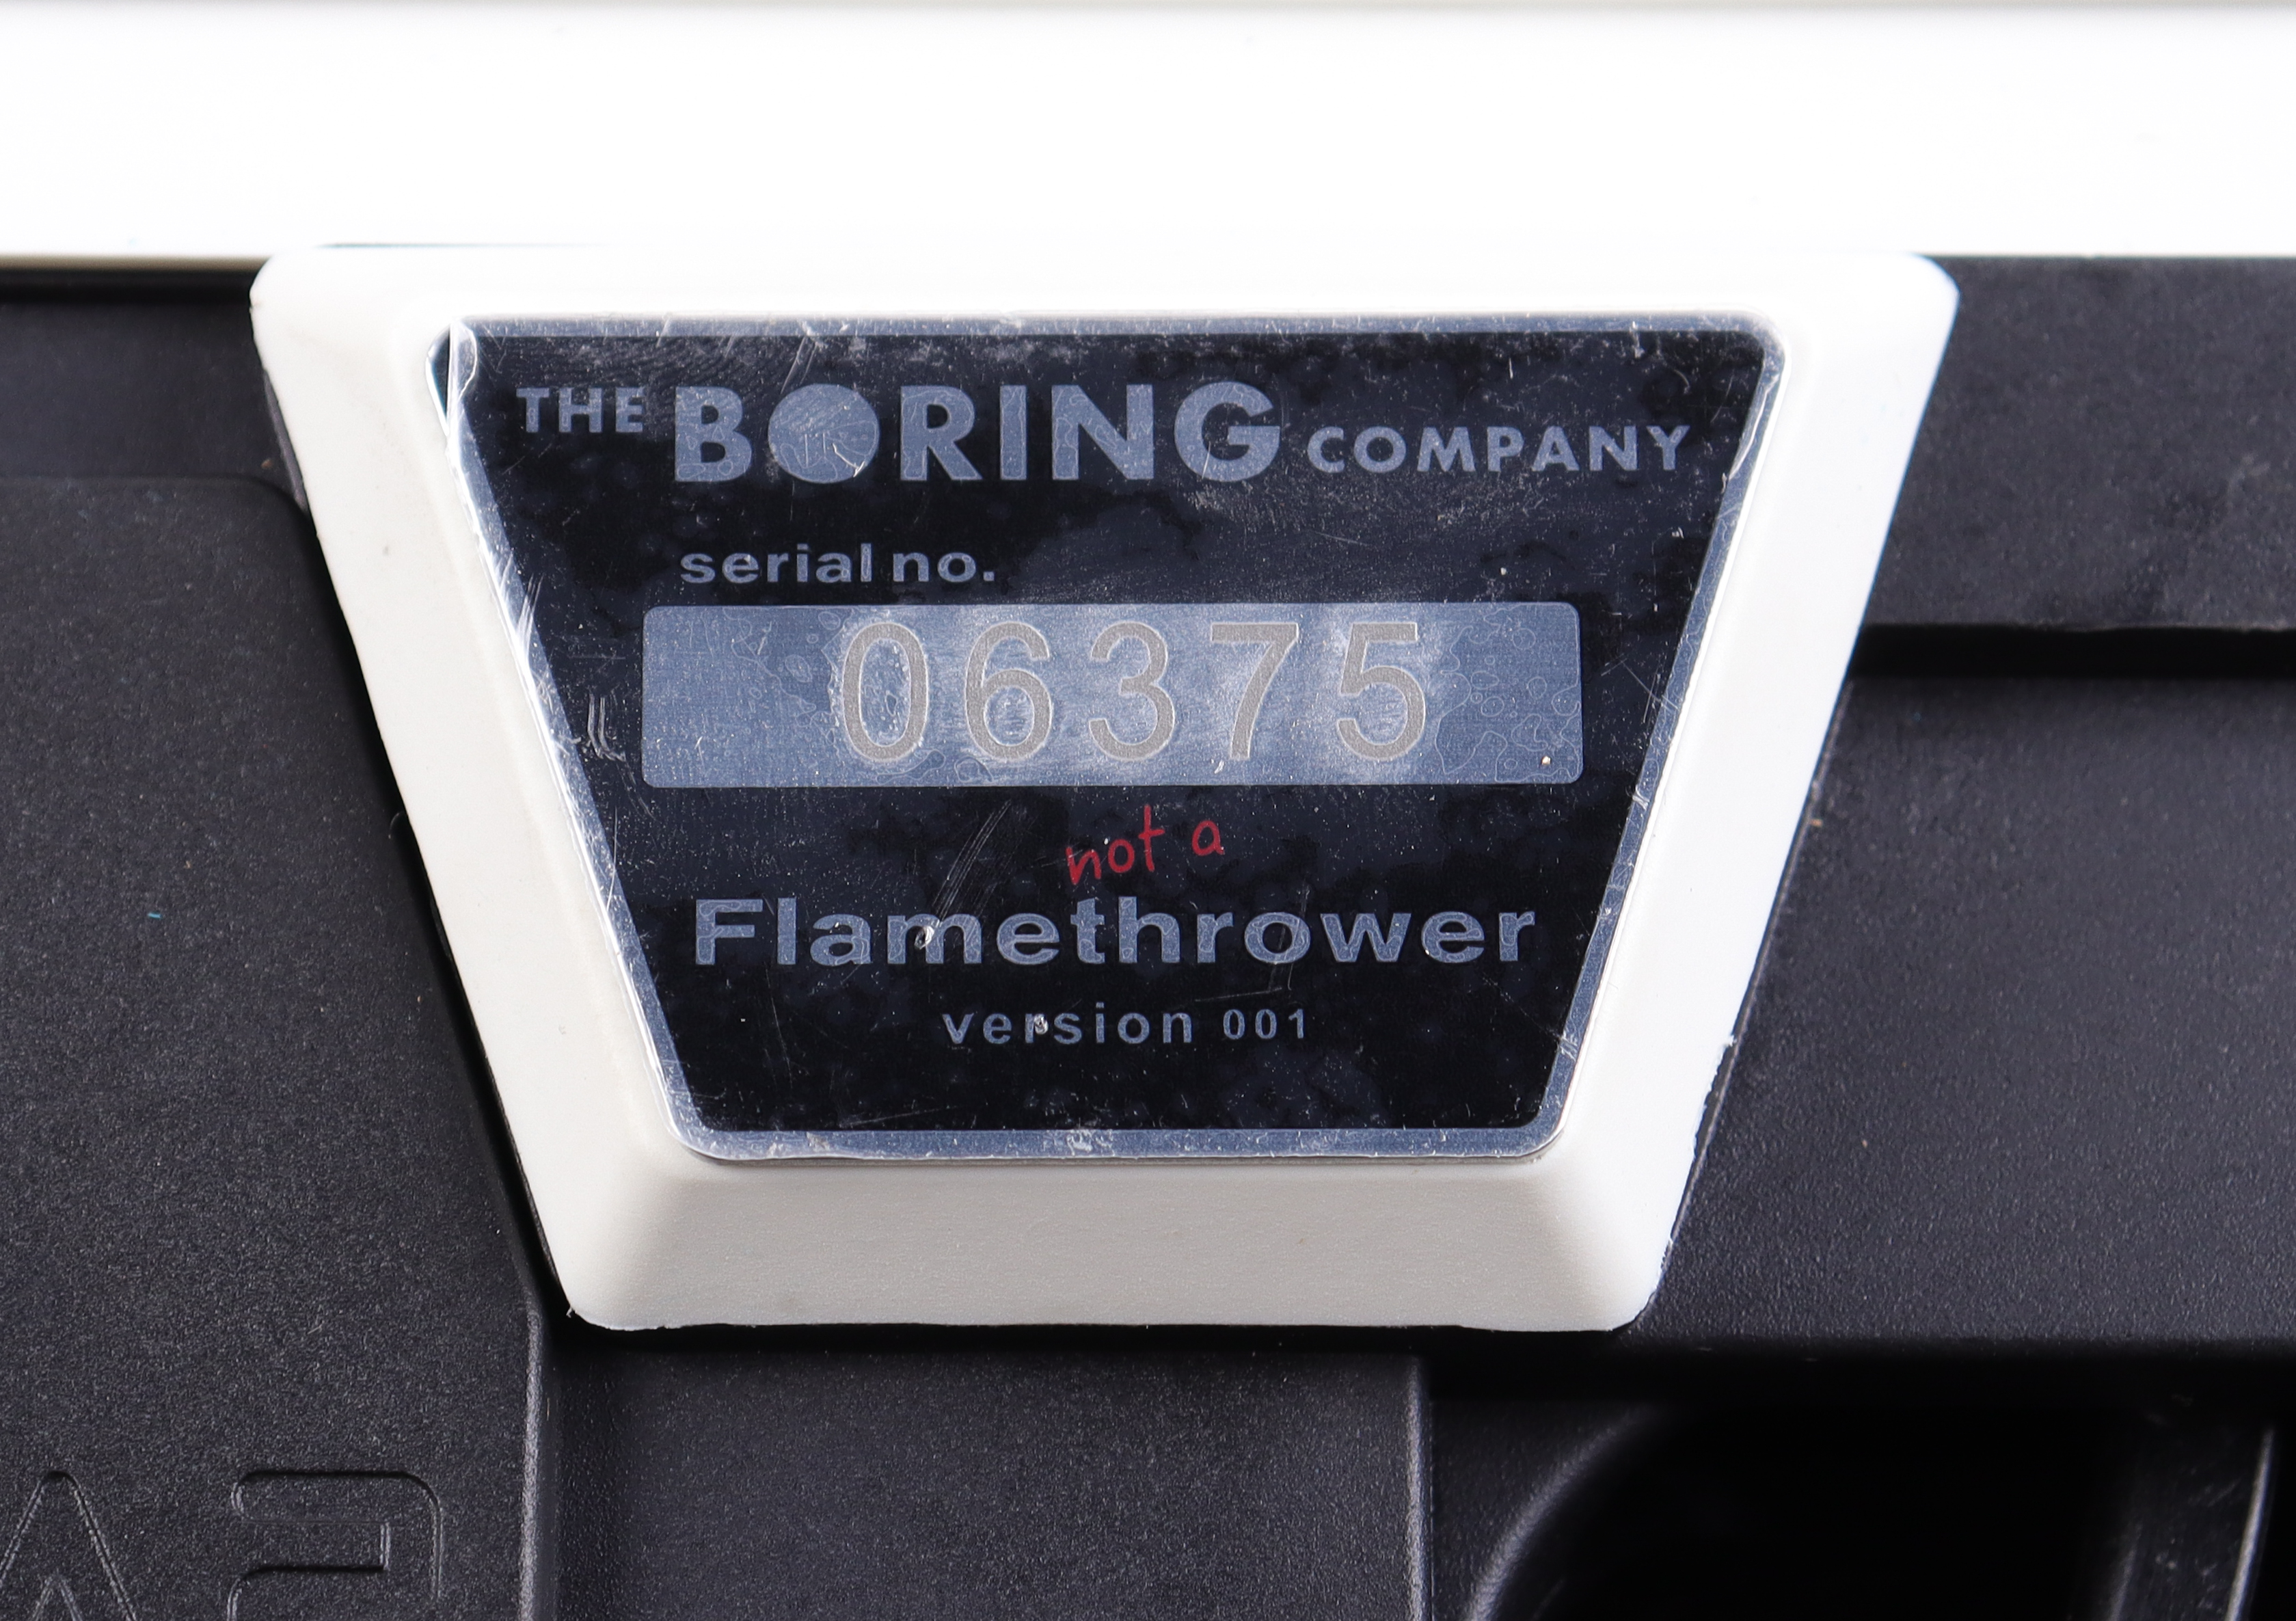 THE BORING COMPANY
serial no.
06375
not a
Flamethrower
version 001